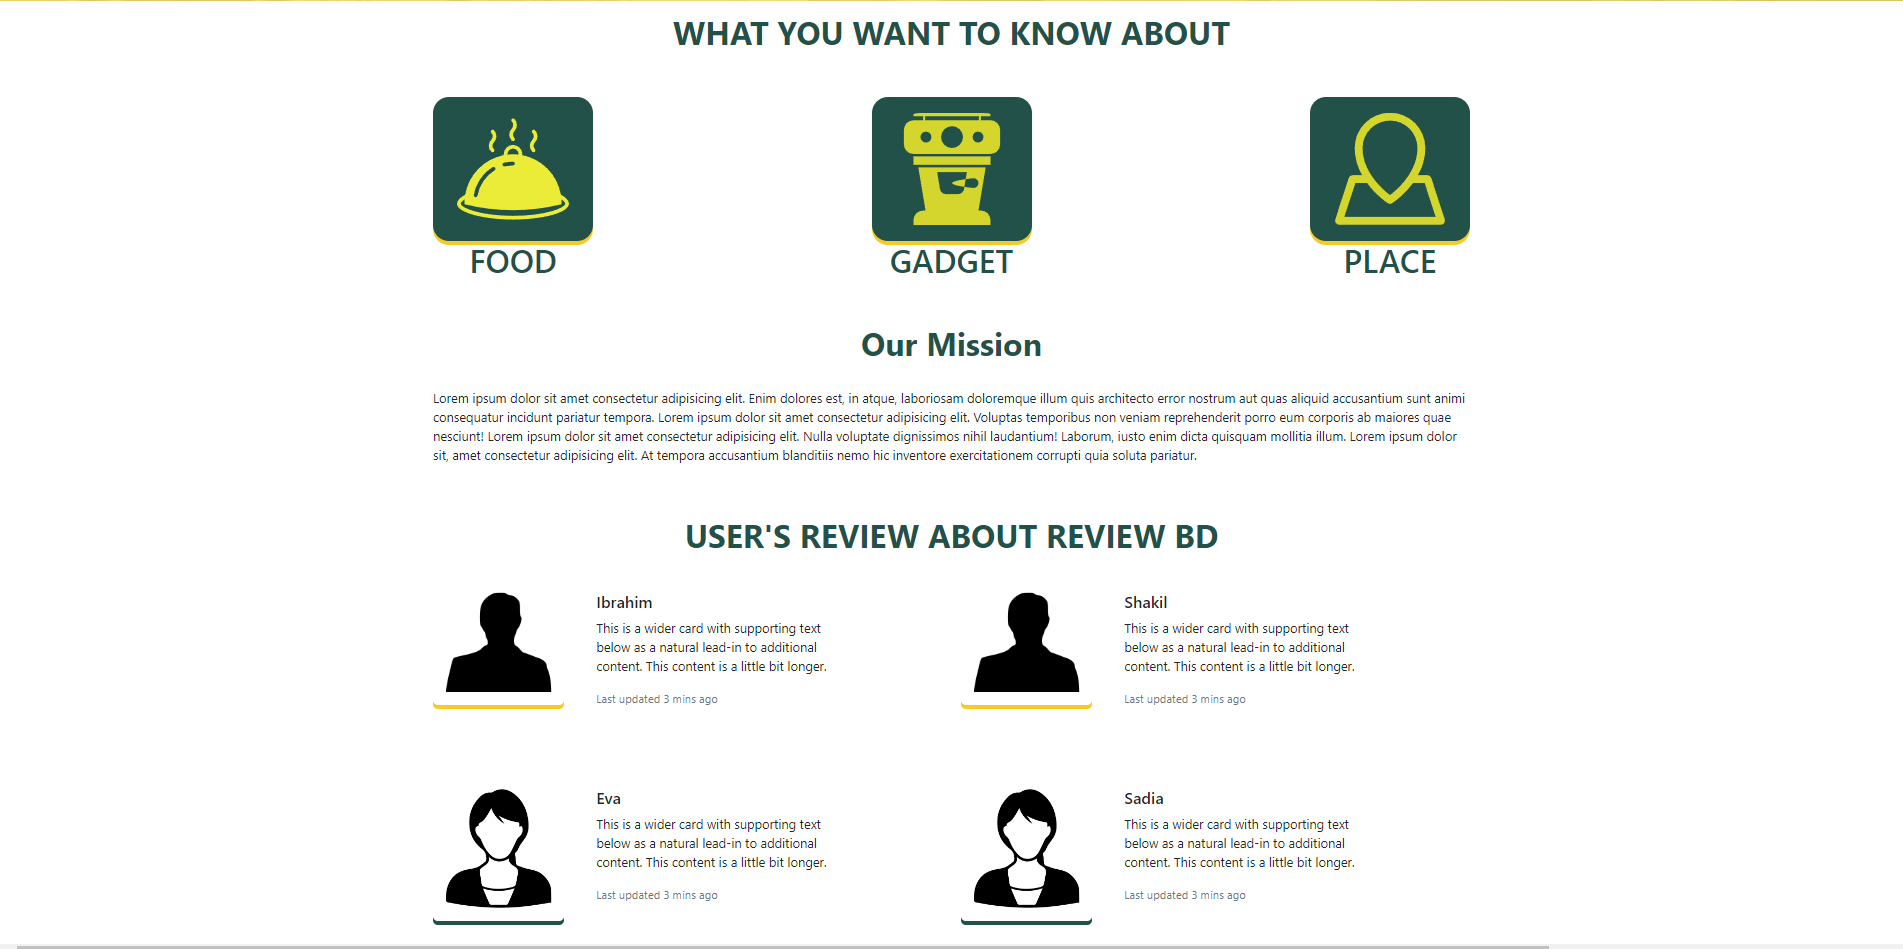 WHAT YOU WANT TO KNOW ABOUT
FOOD
GADGET
PLACE
Our Mission
Lorem ipsum dolor sit amet consectetur adipisicing elit. Enim dolores est, in atque, laboriosam doloremque illum quis architecto error nostrum aut quas aliquid accusantium sunt animi
consequatur incidunt pariatur tempora. Lorem ipsum dolor sit amet consectetur adipisicing elit. Voluptas temporibus non veniam reprehenderit porro eum corporis ab maiores quae
nesciunt! Lorem ipsum dolor sit amet consectetur adipisicing elit. Nulla voluptate dignissimos nihil laudantium! Laborum, iusto enim dicta quisquam mollitia illum. Lorem ipsum dolor
sit, amet consectetur adipisicing elit. At tempora accusantium blanditiis nemo hic inventore exercitationem corrupti quia soluta pariatur.
USER'S REVIEW ABOUT REVIEW BD
Ibrahim
This is a wider card with supporting text
below as a natural lead-in to additional
content. This content is a little bit longer.
Last updated 3 mins ago
Shakil
This is a wider card with supporting text
below as a natural lead-in to additional
content. This content is a little bit longer.
Last updated 3 mins ago
Eva
This is a wider card with supporting text
below as a natural lead-in to additional
content. This content is a little bit longer.
Last updated 3 mins ago
Sadia
This is a wider card with supporting text
below as a natural lead-in to additional
content. This content is a little bit longer.
Last updated 3 mins ago